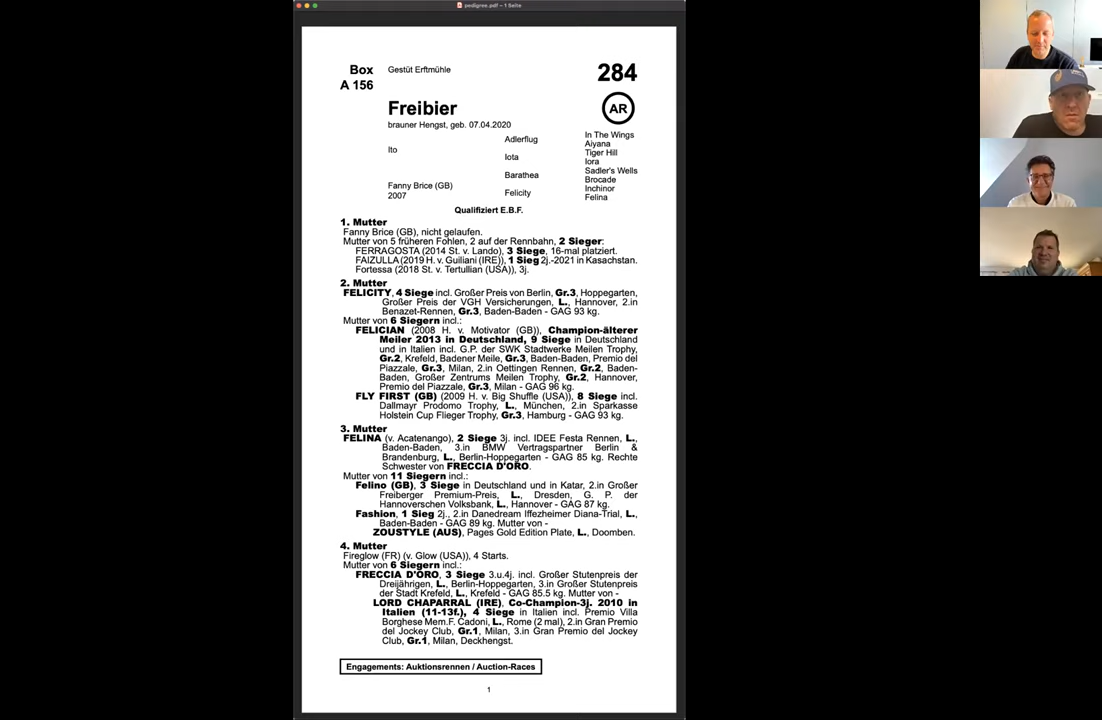 pedigree.pdf – 1 Seite
Box
A 156
Gestüt Erftmühle
284
Freibier
AR
brauner Hengst, geb. 07.04.2020
Ito
Fanny Brice (GB)
2007
Adlerflug
Iota
Barathea
Felicity
In The Wings
Aiyana
Tiger Hill
Iora
Sadler's Wells
Brocade
Inchinor
Felina
Qualifiziert E.B.F.
1. Mutter
Fanny Brice (GB), nicht gelaufen.
Mutter von 5 früheren Fohlen, 2 auf der Rennbahn, 2 Sieger:
FERRAGOSTA (2014 St. v. Lando), 3 Siege, 16-mal platziert.
FAIZULLA (2019 H. v. Guiliani (IRE)), 1 Sieg 2j.-2021 in Kasachstan.
Fortessa (2018 St. v. Tertullian (USA)), 3j.
2. Mutter
FELICITY, 4 Siege incl. Großer Preis von Berlin, Gr.3, Hoppegarten,
Großer Preis der VGH Versicherungen, L., Hannover, 2.in
Benazet-Rennen, Gr.3, Baden-Baden - GAG 93 kg.
Mutter von 6 Siegern incl.:
FELICIAN (2008 H. v. Motivator (GB)), Champion-älterer
Meiler 2013 in Deutschland, 9 Siege in Deutschland
und in Italien incl. G.P. der SWK Stadtwerke Meilen Trophy,
Gr.2, Krefeld, Badener Meile, Gr.3, Baden-Baden, Premio del
Piazzale, Gr.3, Milan, 2.in Oettingen Rennen, Gr.2, Baden-
Baden, Großer Zentrums Meilen Trophy, Gr.2, Hannover,
Premio del Piazzale, Gr.3, Milan - GAG 96 kg.
FLY FIRST (GB) (2009 H. v. Big Shuffle (USA)), 8 Siege incl.
Dallmayr Prodomo Trophy, L., München, 2.in Sparkasse
Holstein Cup Flieger Trophy, Gr.3, Hamburg - GAG 93 kg.
3. Mutter
FELINA (v. Acatenango), 2 Siege 3j. incl. IDEE Festa Rennen, L.,
Baden-Baden, 3.in BMW Vertragspartner Berlin &
Brandenburg, L., Berlin-Hoppegarten - GAG 85 kg. Rechte
Schwester von FRECCIA D'ORO.
Mutter von 11 Siegern incl.:
Felino (GB), 3 Siege in Deutschland und in Katar, 2.in Großer
Freiberger Premium-Preis, L., Dresden, G. P. der
Hannoverschen Volksbank, L., Hannover - GAG 87 kg.
Fashion, 1 Sieg 2j., 2.in Danedream Iffezheimer Diana-Trial, L.,
Baden-Baden - GAG 89 kg. Mutter von -
ZOUSTYLE (AUS), Pages Gold Edition Plate, L., Doomben.
4. Mutter
Fireglow (FR) (v. Glow (USA)), 4 Starts.
Mutter von 6 Siegern incl.:
FRECCIA D'ORO, 3 Siege 3.u.4j. incl. Großer Stutenpreis der
Dreijährigen, L., Berlin-Hoppegarten, 3.in Großer Stutenpreis
der Stadt Krefeld, L., Krefeld - GAG 85.5 kg. Mutter von -
LORD CHAPARRAL (IRE), Co-Champion-3j. 2010 in
Italien (11-13f.), 4 Siege in Italien incl. Premio Villa
Borghese Mem.F. Cadoni, L., Rome (2 mal), 2.in Gran Premio
del Jockey Club, Gr.1, Milan, 3.in Gran Premio del Jockey
Club, Gr.1, Milan, Deckhengst.
Engagements: Auktionsrennen / Auction-Races
1